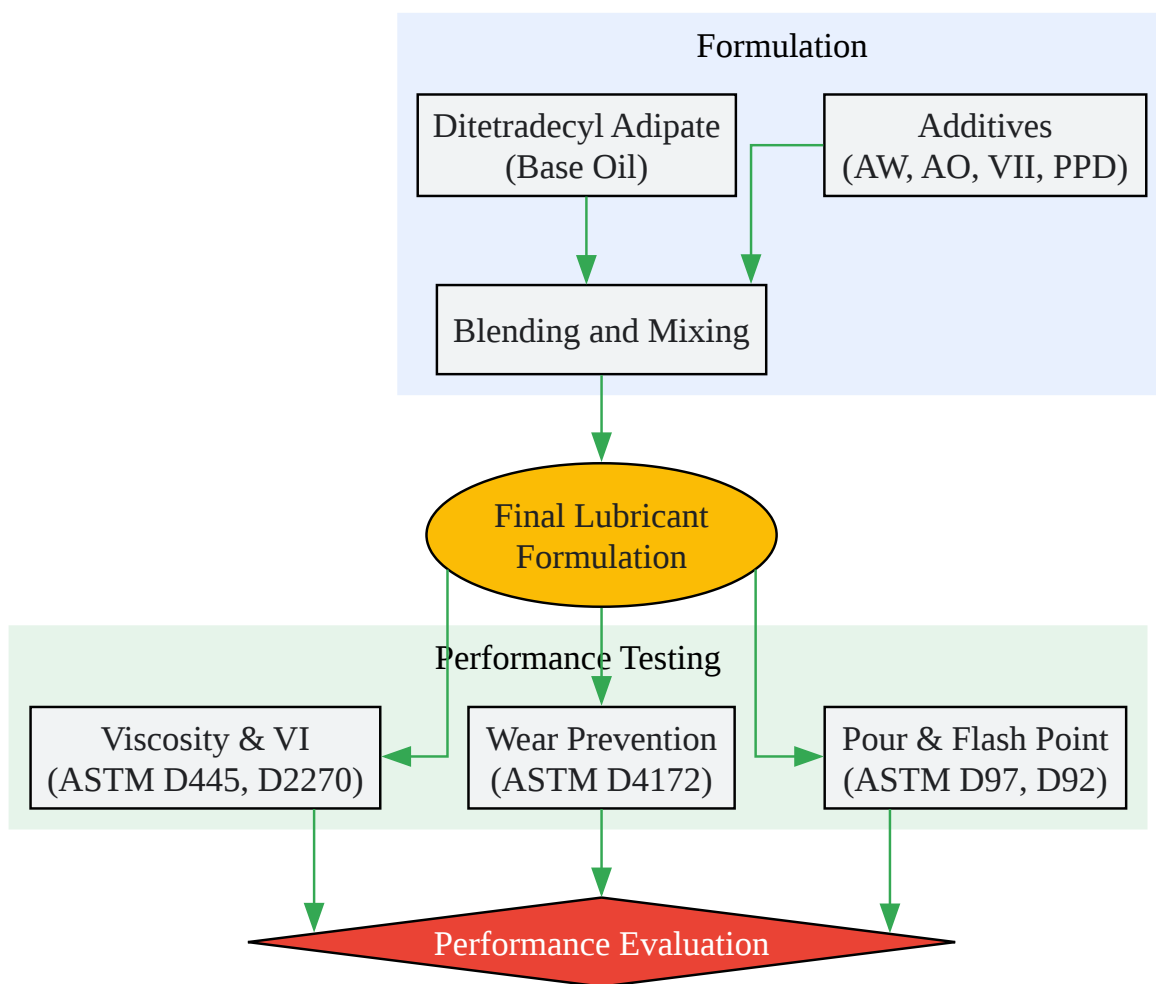 Formulation
Ditetradecyl Adipate
(Base Oil)
Additives
(AW, AO, VII, PPD)
Blending and Mixing
Final Lubricant
Formulation
Performance Testing
Viscosity & VI
(ASTM D445, D2270)
Wear Prevention
(ASTM D4172)
Pour & Flash Point
(ASTM D97, D92)
Performance Evaluation